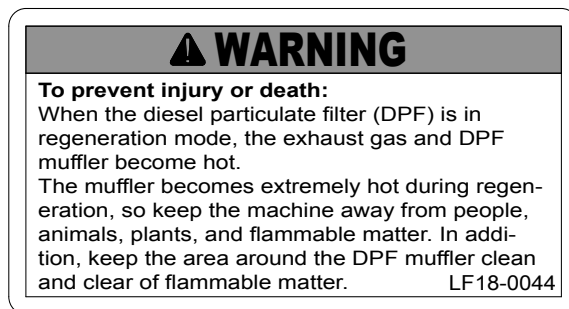 WARNING
To prevent injury or death:
When the diesel particulate filter (DPF) is in
regeneration mode, the exhaust gas and DPF
muffler become hot.
The muffler becomes extremely hot during regen-
eration, so keep the machine away from people,
animals, plants, and flammable matter. In addi-
tion, keep the area around the DPF muffler clean
and clear of flammable matter. LF18-0044